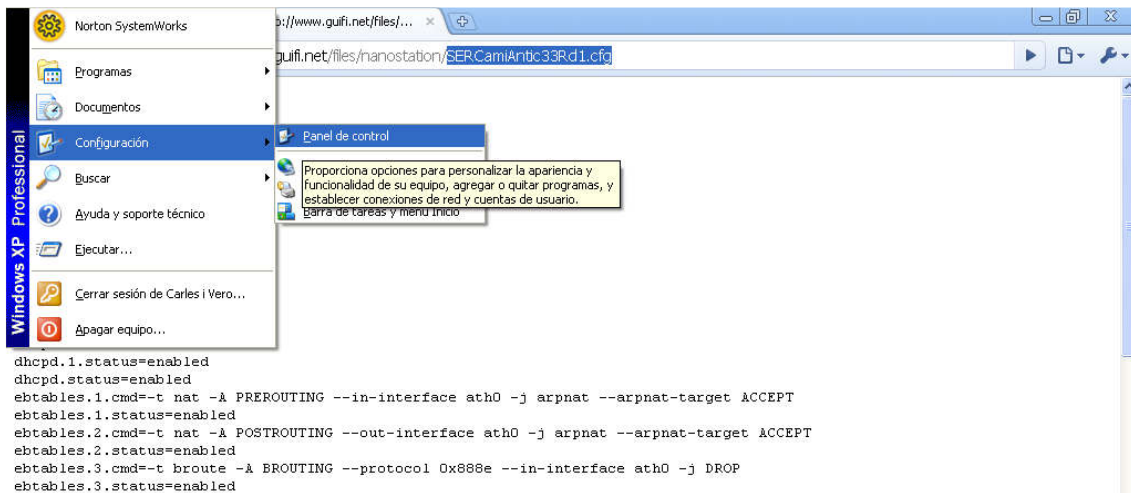 Norton SystemWorks
Programas
Documentos
Configuración
Buscar
Ayuda y soporte técnico
Ejecutar...
Cerrar sesión de Carles i Vero...
Apagar equipo...
Windows XP Professional
://www.guifi.net/files/...
guifi.net/files/nanostation/SERCamiAntic33Rd1.cfg
Panel de control
Proporciona opciones para personalizar la apariencia y
funcionalidad de su equipo, agregar o quitar programas, y
establecer conexiones de red y cuentas de usuario.
Barra de tareas y menú Inicio
dhcpd.1.status=enabled
dhcpd.status=enabled
ebtables.1.cmd=-t nat -A PREROUTING --in-interface ath0 -j arpnat --arpnat-target ACCEPT
ebtables.1.status=enabled
ebtables.2.cmd=-t nat -A POSTROUTING --out-interface ath0 -j arpnat --arpnat-target ACCEPT
ebtables.2.status=enabled
ebtables.3.cmd=-t broute -A BROUTING --protocol 0x888e --in-interface ath0 -j DROP
ebtables.3.status=enabled